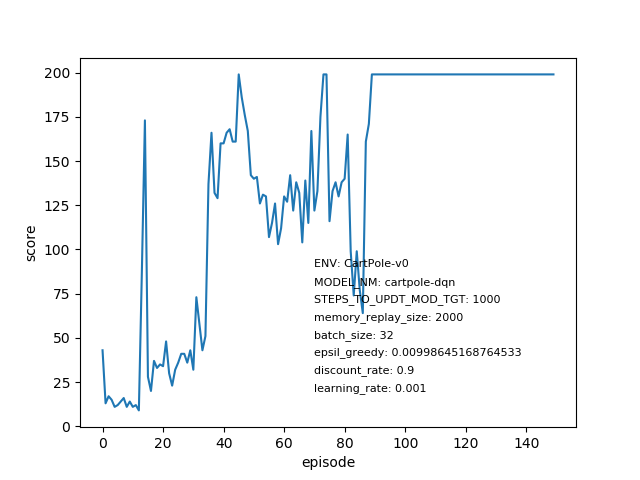 200
175
150
125
100
75
50
25
0
score
ENV: CartPole-v0
MODEL_NM: cartpole-dqn
STEPS_TO_UPDT_MOD_TGT: 1000
memory_replay_size: 2000
batch_size: 32
epsil_greedy: 0.00998645168764533
discount_rate: 0.9
learning_rate: 0.001
0 20 40 60 80 100 120 140
episode